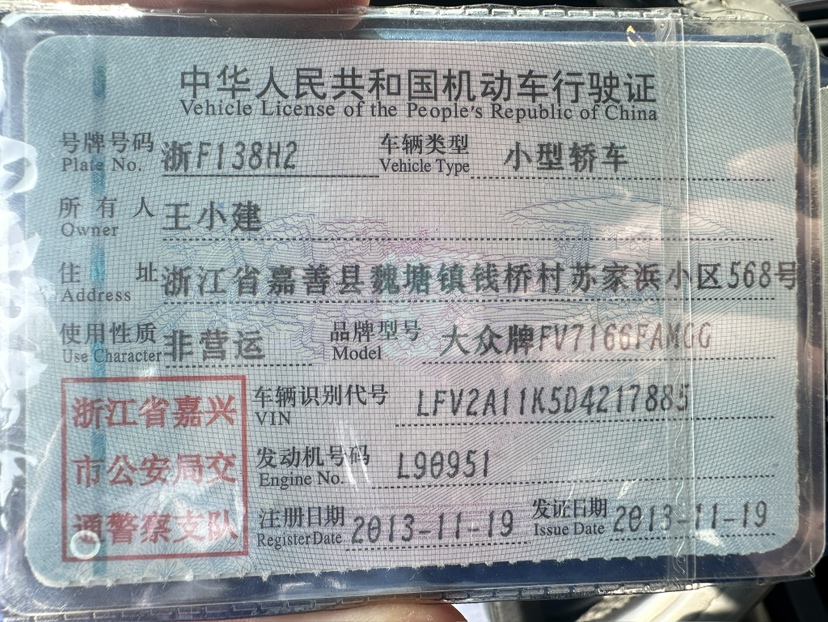 中华人民共和国机动车行驶证
Vehicle License of the People's Republic of China
号牌号码 浙F138H2 车辆类型 小型轿车
Plate No. Vehicle Type
所有人 王小建
Owner
住址 浙江省嘉善县魏塘镇钱桥村苏家浜小区568号
Address
使用性质 非营运 品牌型号 大众牌FV7166FAMGG
Use Character Model
浙江省嘉兴
市公安局交
通警察支队
车辆识别代号 LFV2A11K5D4217885
VIN
发动机号码 L90951
Engine No.
注册日期 2013-11-19 发证日期 2013-11-19
Register Date Issue Date